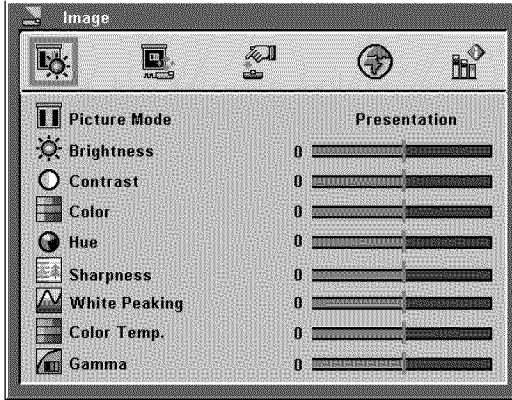 Image
Picture Mode Presentation
Brightness 0
Contrast 0
Color 0
Hue 0
Sharpness 0
White Peaking 0
Color Temp. 0
Gamma 0